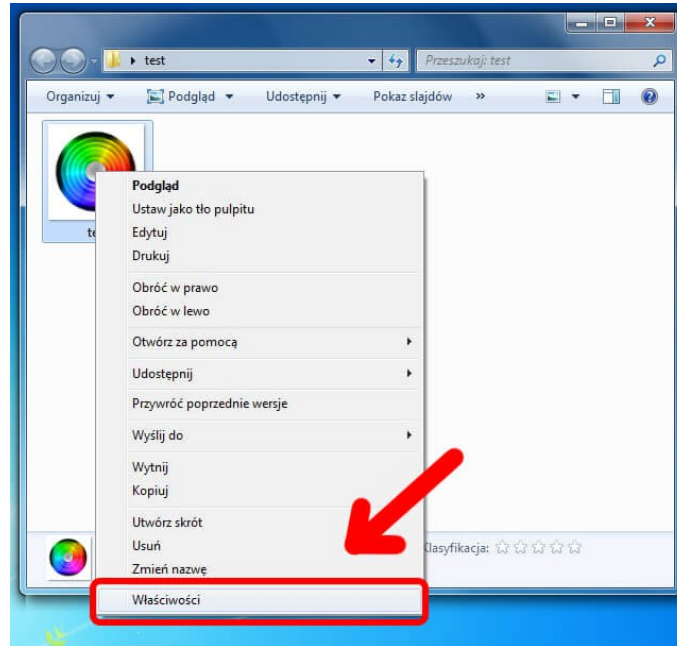 test
Przeszukaj: test
Organizuj Podgląd Udostępnij Pokaz slajdów »
Podgląd
Ustaw jako tło pulpitu
Edytuj
Drukuj
Obróć w prawo
Obróć w lewo
Otwórz za pomocą
Udostępnij
Przywróć poprzednie wersje
Wyślij do
Wytnij
Kopiuj
Utwórz skrót
Usuń
Zmień nazwę
Właściwości